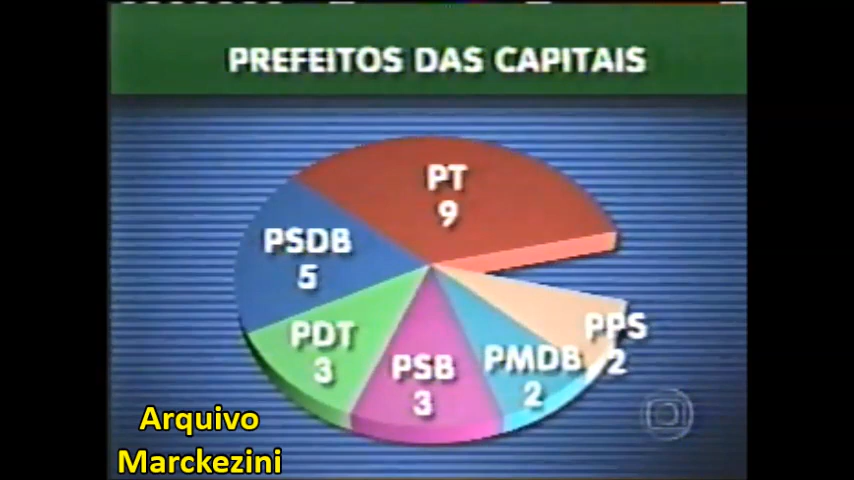 PREFEITOS DAS CAPITAIS
PT
9
PSDB
5
PDT
3
PSB
3
PMDB
2
PPS
2
Arquivo
Marckezini